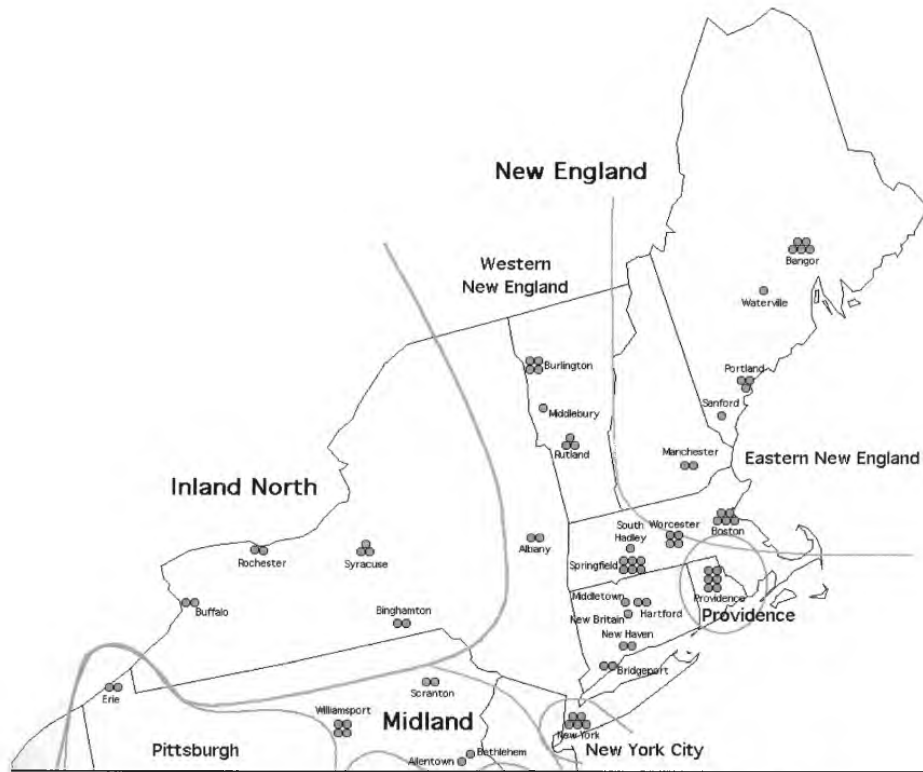 New England
Western
New England
Bangor
Waterville
Portland
Sanford
Burlington
Middlebury
Rutland
Manchester
Eastern New England
Inland North
Rochester
Syracuse
Albany
South
Hadley
Worcester
Boston
Springfield
Providence
Providence
Middletown
Hartford
New Britain
New Haven
Bridgeport
Buffalo
Binghamton
Erie
Scranton
Williamsport
Midland
New York
New York City
Pittsburgh
Bethlehem
Allentown